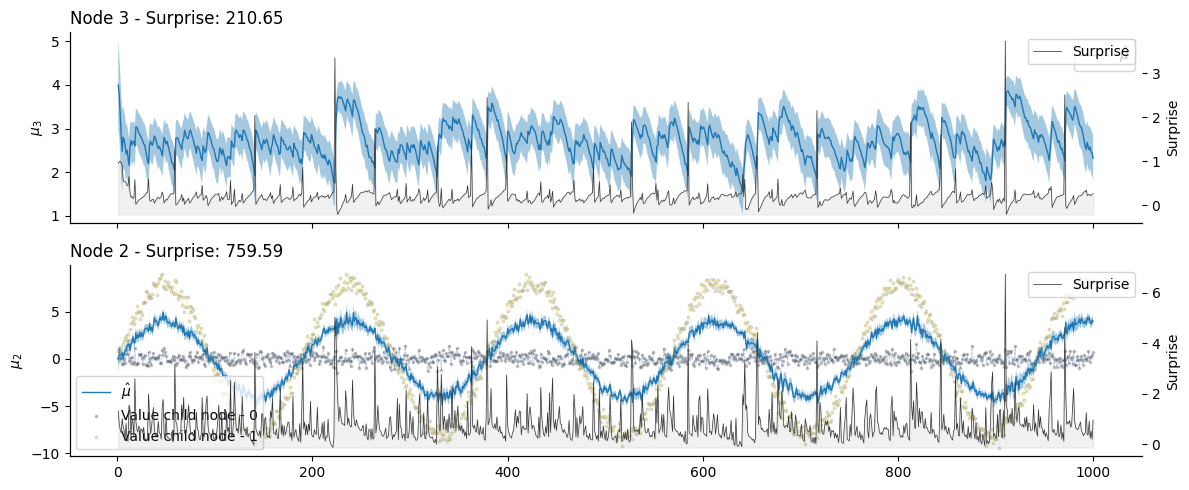 Node 3 - Surprise: 210.65
5
4
3
2
1
μ3
Surprise
μ̂
3
2
1
0
Surprise
Node 2 - Surprise: 759.59
5
0
−5
−10
μ2
Surprise
μ̂
Value child node - 0
Value child node - 1
6
4
2
0
Surprise
0
200
400
600
800
1000